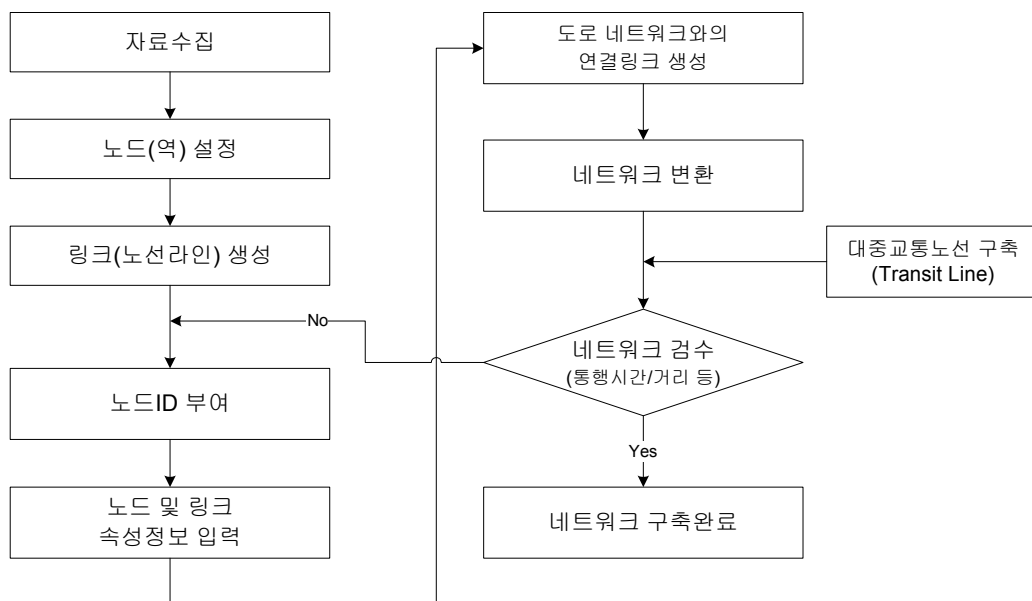 자료수집
노드(역) 설정
링크(노선라인) 생성
No
노드ID 부여
노드 및 링크
속성정보 입력
도로 네트워크와의
연결링크 생성
네트워크 변환
대중교통노선 구축
(Transit Line)
네트워크 검수
(통행시간/거리 등)
Yes
네트워크 구축완료